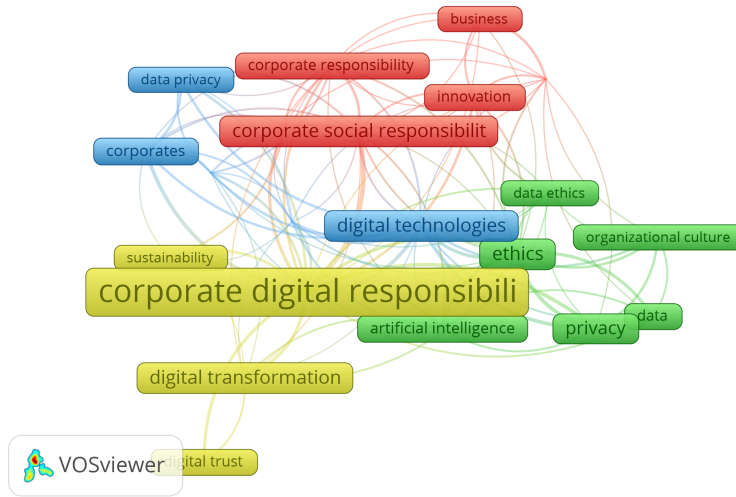 business
corporate responsibility
data privacy
innovation
corporate social responsibilit
corporates
data ethics
digital technologies
organizational culture
ethics
sustainability
corporate digital responsibili
data
artificial intelligence
privacy
digital transformation
digital trust
VOSviewer